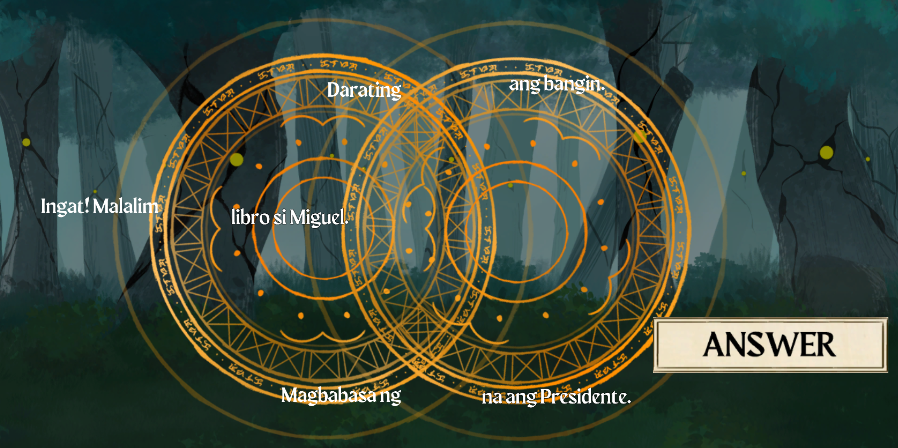 Darating
ang bangin.
Ingat! Malalim
libro si Miguel.
ANSWER
Magbabasa ng
na ang Presidente.